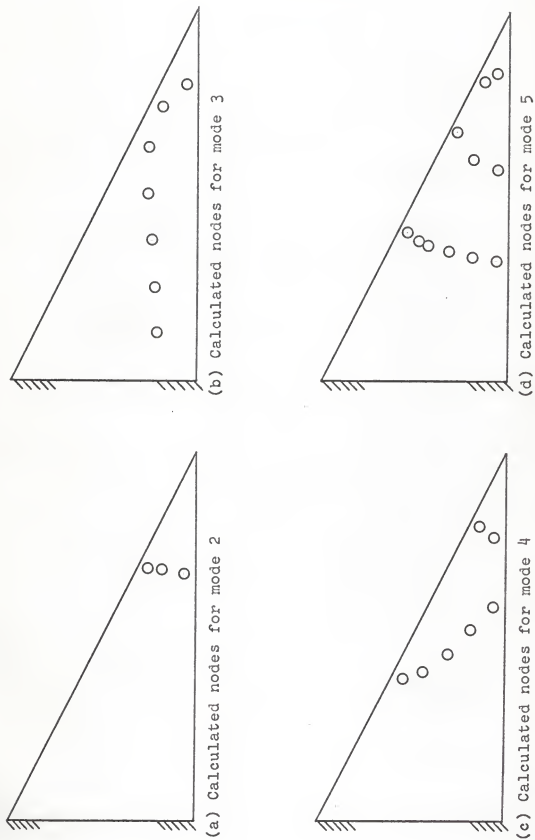 (a) Calculated nodes for mode 2
(b) Calculated nodes for mode 3
(c) Calculated nodes for mode 4
(d) Calculated nodes for mode 5